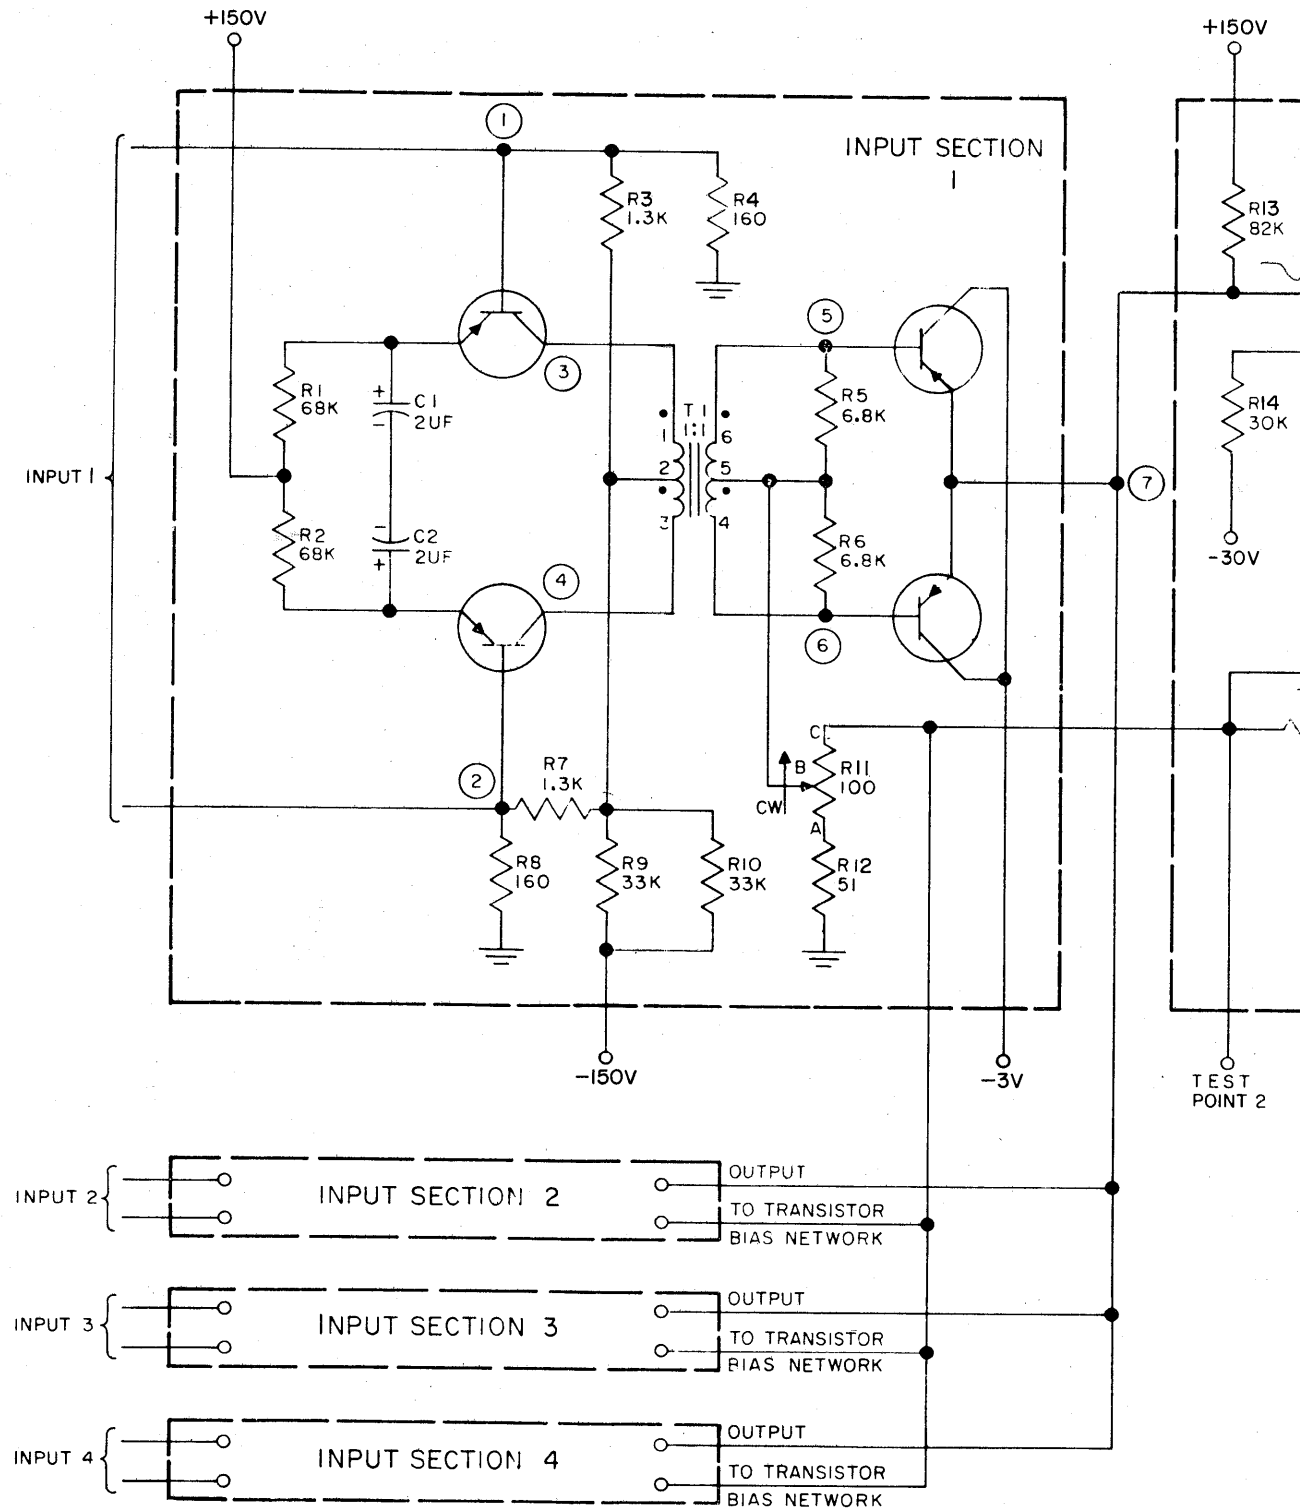 +150V
+150V
1
INPUT SECTION
1
R3
1.3K
R4
160
R13
82K
5
3
R1
68K
+
C1
2UF
-
T1
1:1
1
6
R5
6.8K
R14
30K
INPUT 1
2
5
7
R2
68K
-
C2
2UF
+
3
4
R6
6.8K
-30V
4
6
C
R7
1.3K
2
B
R11
100
CW
A
R8
160
R9
33K
R10
33K
R12
51
-150V
-3V
TEST
POINT 2
INPUT 2
INPUT SECTION 2
OUTPUT
TO TRANSISTOR
BIAS NETWORK
INPUT 3
INPUT SECTION 3
OUTPUT
TO TRANSISTOR
BIAS NETWORK
INPUT 4
INPUT SECTION 4
OUTPUT
TO TRANSISTOR
BIAS NETWORK